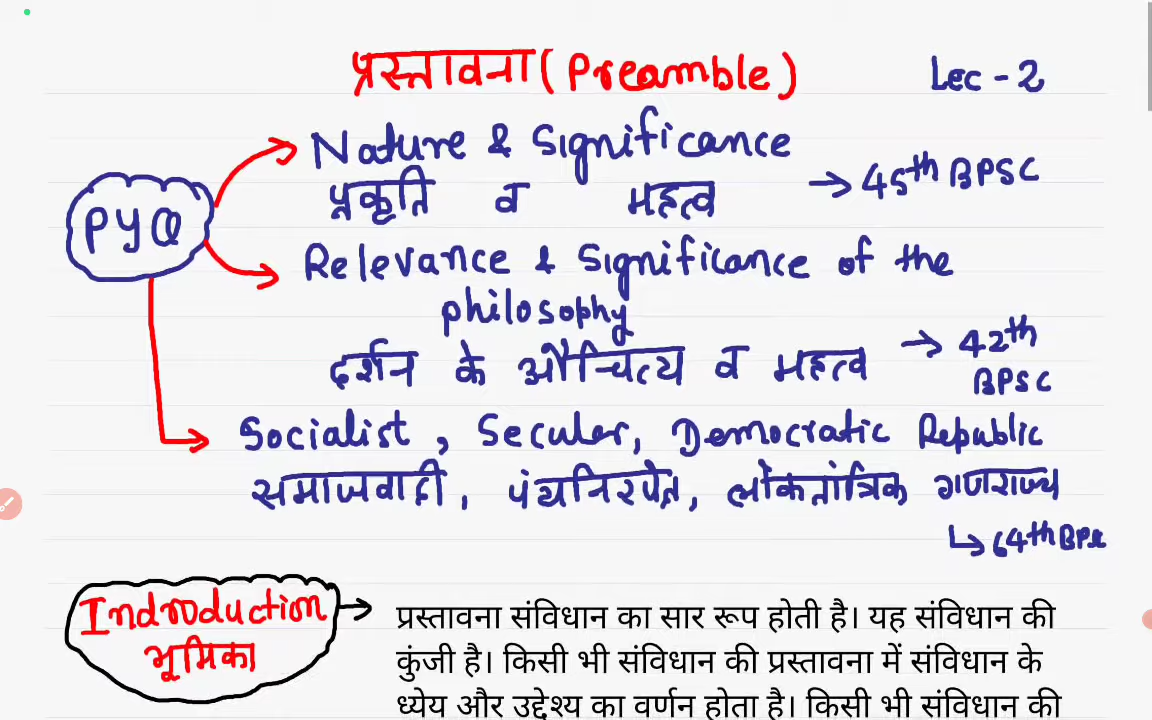 प्रस्तावना (Preamble) Lec - 2
Nature & Significance
प्रकृति व महत्व → 45th BPSC
PYQ
Relevance & Significance of the
philosophy
दर्शन के औचित्य व महत्व → 42th
BPSC
Socialist, Secular, Democratic Republic
समाजवादी, पंथनिरपेक्ष, लोकतांत्रिक गणराज्य
↳ 64th BPSC
Indroduction
भूमिका
प्रस्तावना संविधान का सार रूप होती है। यह संविधान की
कुंजी है। किसी भी संविधान की प्रस्तावना में संविधान के
ध्येय और उद्देश्य का वर्णन होता है। किसी भी संविधान की